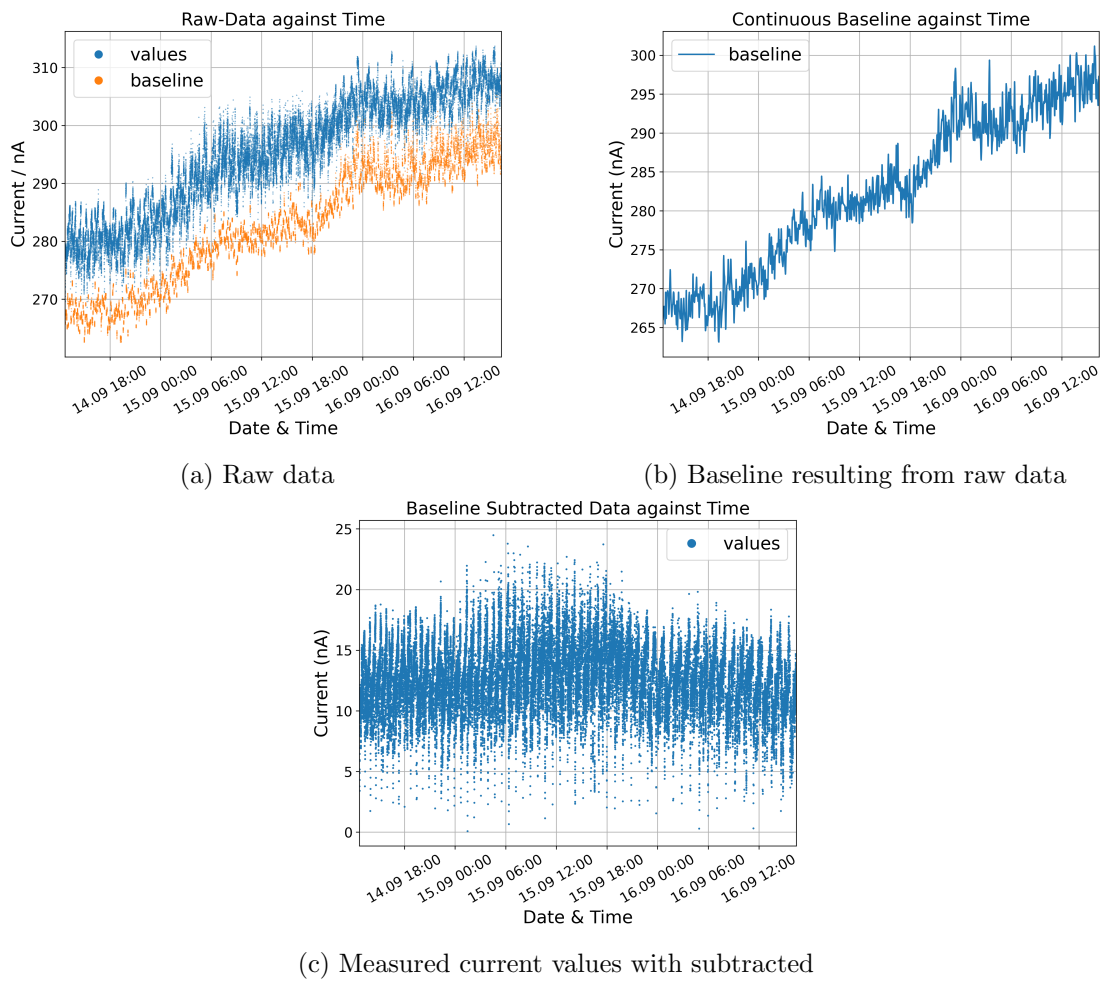 Raw-Data against Time
values
baseline
Current / nA
310
300
290
280
270
14.09 18:00
15.09 00:00
15.09 06:00
15.09 12:00
15.09 18:00
16.09 00:00
16.09 06:00
16.09 12:00
Date & Time
(a) Raw data
Continuous Baseline against Time
baseline
Current (nA)
300
295
290
285
280
275
270
265
14.09 18:00
15.09 00:00
15.09 06:00
15.09 12:00
15.09 18:00
16.09 00:00
16.09 06:00
16.09 12:00
Date & Time
(b) Baseline resulting from raw data
Baseline Subtracted Data against Time
values
Current (nA)
25
20
15
10
5
0
14.09 18:00
15.09 00:00
15.09 06:00
15.09 12:00
15.09 18:00
16.09 00:00
16.09 06:00
16.09 12:00
Date & Time
(c) Measured current values with subtracted